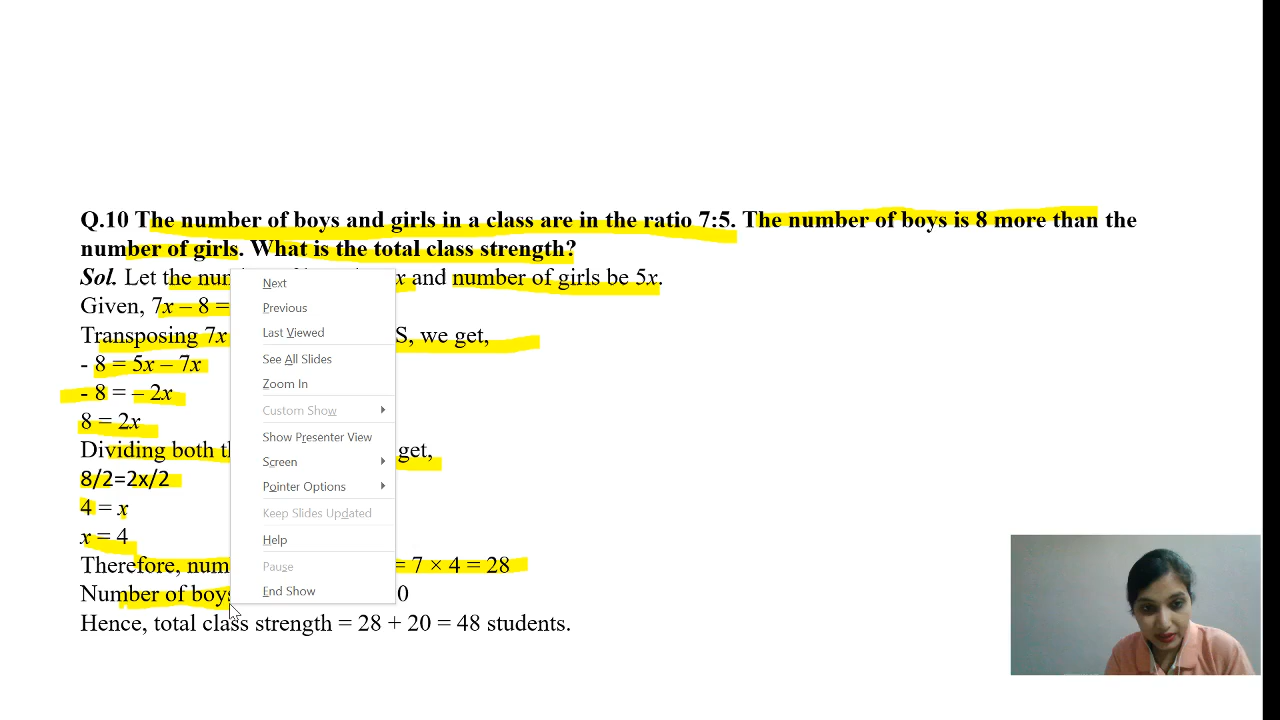 Q.10 The number of boys and girls in a class are in the ratio 7:5. The number of boys is 8 more than the
number of girls. What is the total class strength?
Sol. Let the num x and number of girls be 5x.
Given, 7x – 8 =
Transposing 7x S, we get,
- 8 = 5x – 7x
- 8 = – 2x
8 = 2x
Dividing both th get,
8/2=2x/2
4 = x
x = 4
Therefore, num = 7 × 4 = 28
Number of boys 0
Hence, total class strength = 28 + 20 = 48 students.
Next
Previous
Last Viewed
See All Slides
Zoom In
Custom Show
Show Presenter View
Screen
Pointer Options
Keep Slides Updated
Help
Pause
End Show